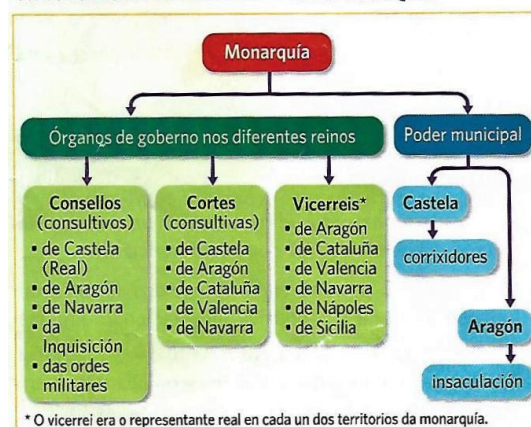 Monarquía
Órganos de goberno nos diferentes reinos
Poder municipal
Consellos
(consultivos)
▪ de Castela
(Real)
▪ de Aragón
▪ de Navarra
▪ da
Inquisición
▪ das ordes
militares
Cortes
(consultivas)
▪ de Castela
▪ de Aragón
▪ de Cataluña
▪ de Valencia
▪ de Navarra
Vicerreis*
▪ de Aragón
▪ de Cataluña
▪ de Valencia
▪ de Navarra
▪ de Nápoles
▪ de Sicilia
Castela
corrixidores
Aragón
insaculación
* O vicerrei era o representante real en cada un dos territorios da monarquía.